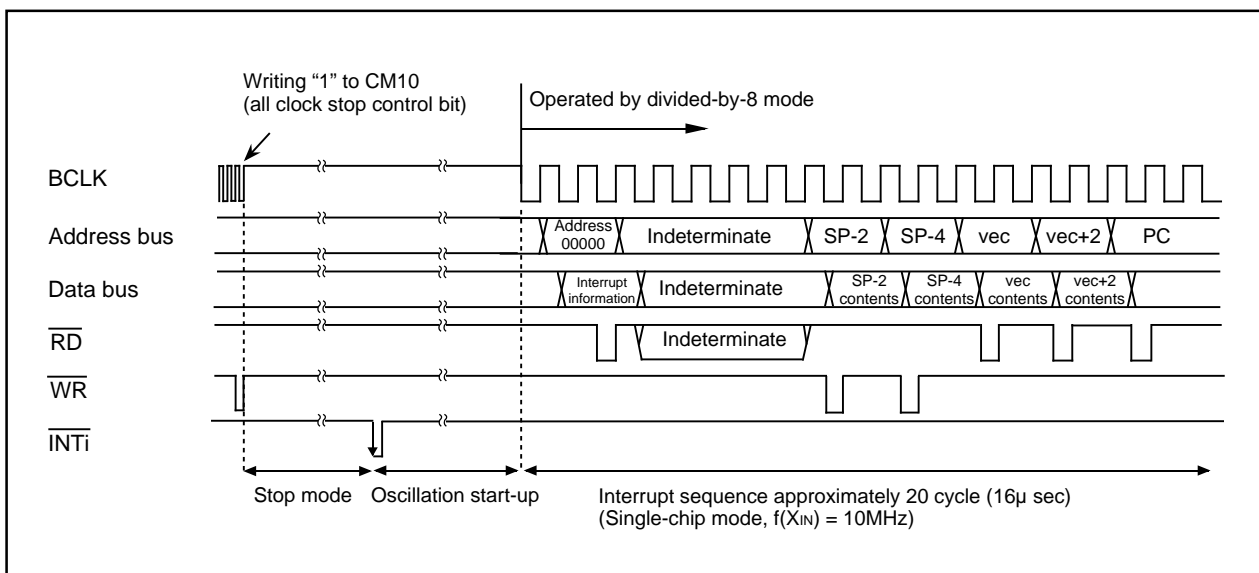 Writing “1” to CM10
(all clock stop control bit)
Operated by divided-by-8 mode
BCLK
Address bus
Address
00000
Indeterminate
SP-2
SP-4
vec
vec+2
PC
Data bus
Interrupt
information
Indeterminate
SP-2
contents
SP-4
contents
vec
contents
vec+2
contents
RD
Indeterminate
WR
INTi
Stop mode
Oscillation start-up
Interrupt sequence approximately 20 cycle (16µ sec)
(Single-chip mode, f(XIN) = 10MHz)